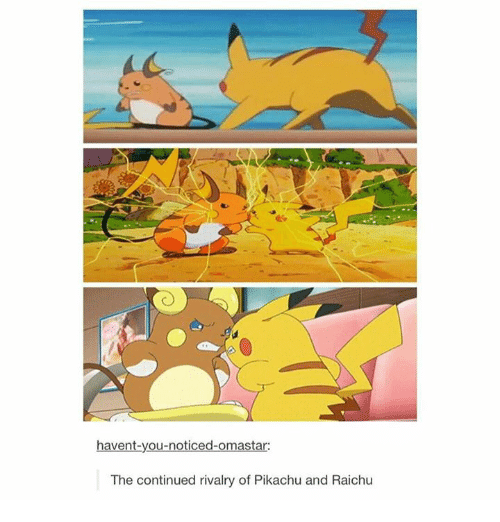 havent-you-noticed-omastar:
The continued rivalry of Pikachu and Raichu